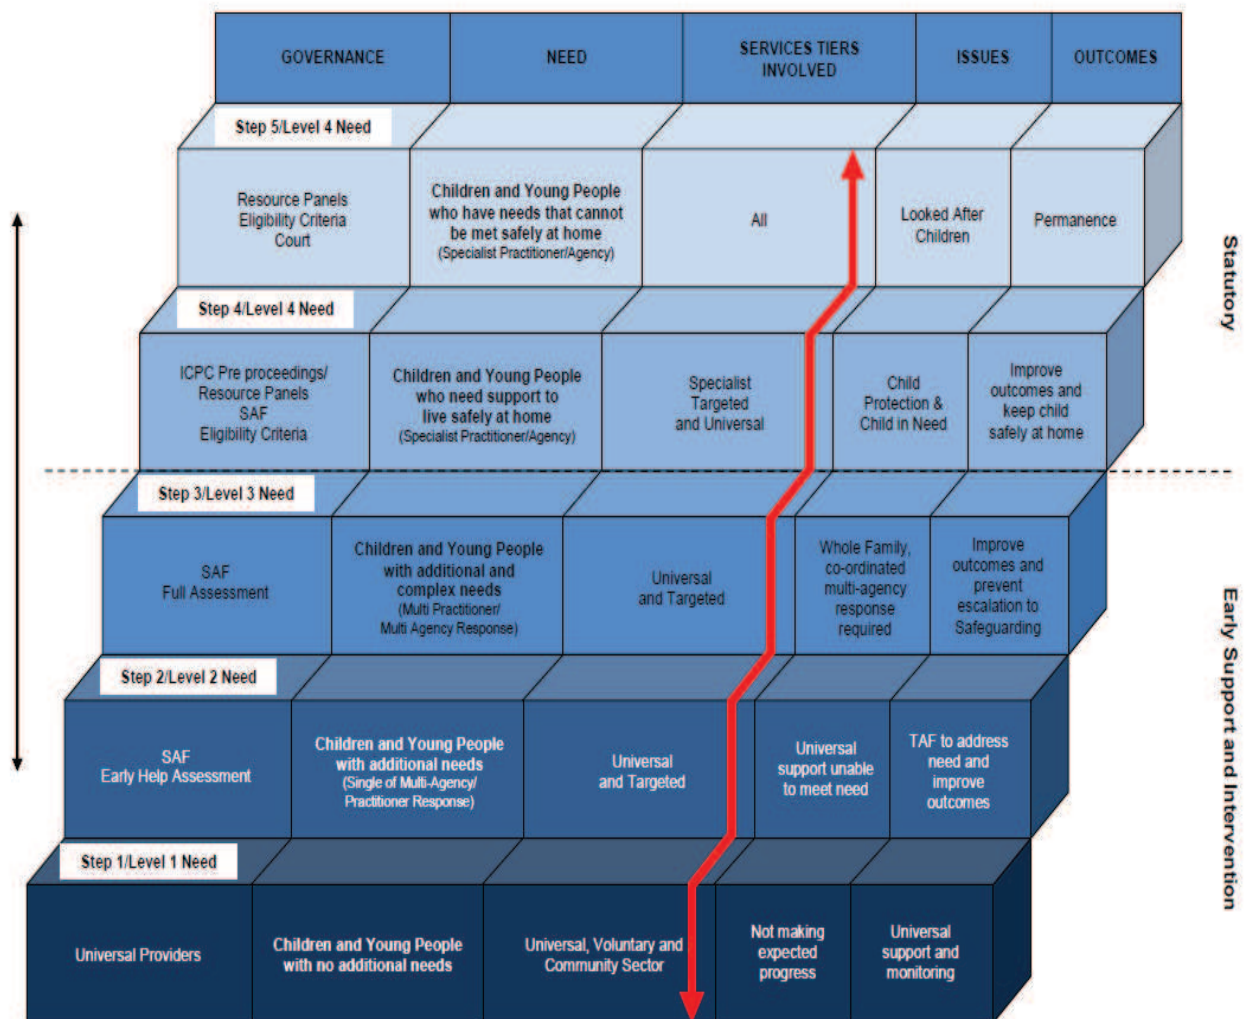 GOVERNANCE
NEED
SERVICES TIERS
INVOLVED
ISSUES
OUTCOMES
Step 5/Level 4 Need
Resource Panels
Eligibility Criteria
Court
Children and Young People
who have needs that cannot
be met safely at home
(Specialist Practitioner/Agency)
All
Looked After
Children
Permanence
Step 4/Level 4 Need
ICPC Pre proceedings/
Resource Panels
SAF
Eligibility Criteria
Children and Young People
who need support to
live safely at home
(Specialist Practitioner/Agency)
Specialist
Targeted
and Universal
Child
Protection &
Child in Need
Improve
outcomes and
keep child
safely at home
Statutory
Step 3/Level 3 Need
SAF
Full Assessment
Children and Young People
with additional and
complex needs
(Multi Practitioner/
Multi Agency Response)
Universal
and Targeted
Whole Family,
co-ordinated
multi-agency
response
required
Improve
outcomes and
prevent
escalation to
Safeguarding
Step 2/Level 2 Need
SAF
Early Help Assessment
Children and Young People
with additional needs
(Single of Multi-Agency/
Practitioner Response)
Universal
and Targeted
Universal
support unable
to meet need
TAF to address
need and
improve
outcomes
Step 1/Level 1 Need
Universal Providers
Children and Young People
with no additional needs
Universal, Voluntary and
Community Sector
Not making
expected
progress
Universal
support and
monitoring
Early Support and Intervention